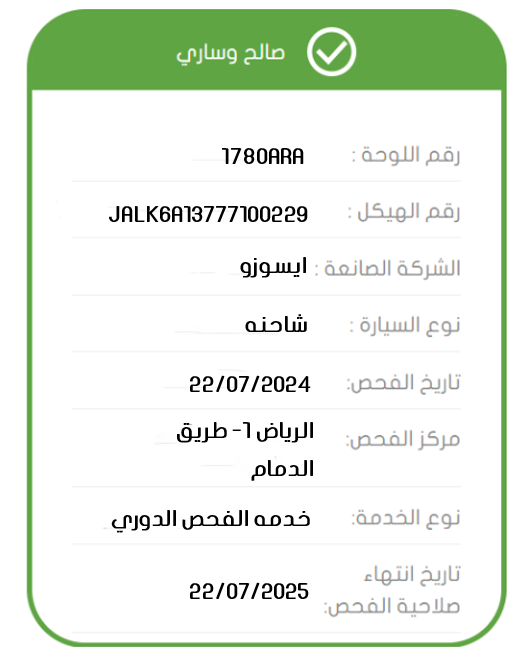 صالح وساري
رقم اللوحة : 1780ARA
رقم الهيكل : JALK6A13777100229
الشركة الصانعة : ايسوزو
نوع السيارة : شاحنه
تاريخ الفحص: 22/07/2024
مركز الفحص: الرياض 1- طريق
الدمام
نوع الخدمة: خدمه الفحص الدوري
تاريخ انتهاء
صلاحية الفحص: 22/07/2025